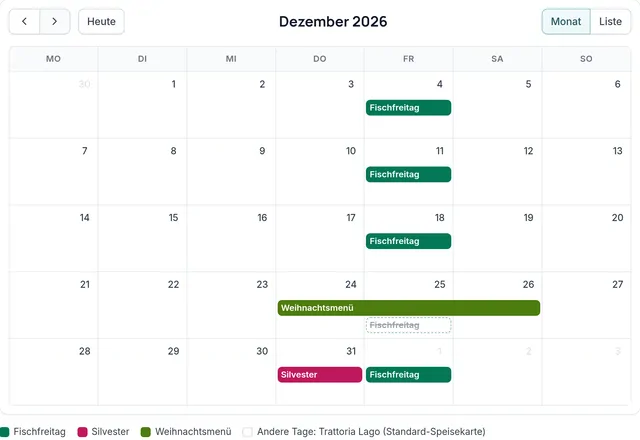 Heute
Dezember 2026
Monat Liste
MO DI MI DO FR SA SO
30 1 2 3 4 5 6
Fischfreitag
7 8 9 10 11 12 13
Fischfreitag
14 15 16 17 18 19 20
Fischfreitag
21 22 23 24 25 26 27
Weihnachtsmenü
Fischfreitag
28 29 30 31 1 2 3
Silvester Fischfreitag
Fischfreitag Silvester Weihnachtsmenü Andere Tage: Trattoria Lago (Standard-Speisekarte)